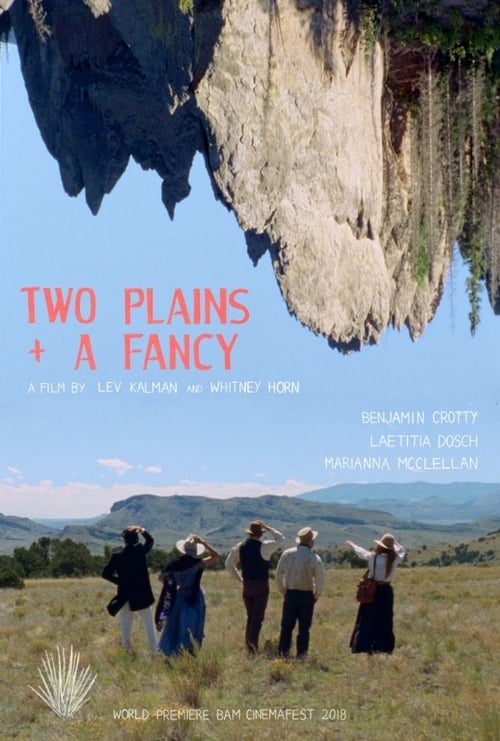 TWO PLAINS
+ A FANCY
A FILM BY LEV KALMAN AND WHITNEY HORN
BENJAMIN CROTTY
LAETITIA DOSCH
MARIANNA MCCLELLAN
WORLD PREMIERE BAM CINEMAFEST 2018